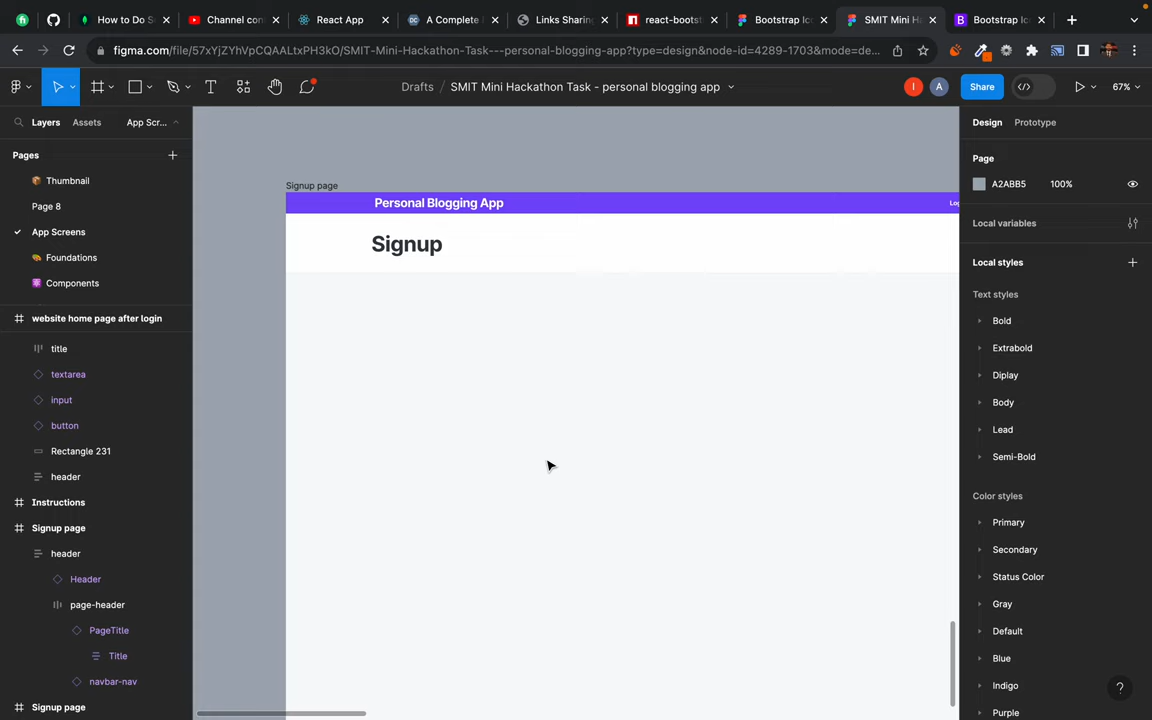 How to Do S
Channel con
React App
A Complete
Links Sharing
react-boots
Bootstrap Ico
SMIT Mini H
Bootstrap Ico
figma.com/file/57xYjZYhVpCQAALtxPH3kO/SMIT-Mini-Hackathon-Task---personal-blogging-app?type=design&node-id=4289-1703&mode=de...
Drafts / SMIT Mini Hackathon Task - personal blogging app
I
A
Share
67%
Layers
Assets
App Scr...
Design
Prototype
Pages
Page
Thumbnail
A2ABB5
100%
Page 8
App Screens
Local variables
Foundations
Local styles
Components
Text styles
website home page after login
Bold
title
Extrabold
textarea
Diplay
input
Body
button
Lead
Rectangle 231
Semi-Bold
header
Instructions
Color styles
Signup page
Primary
header
Secondary
Header
Status Color
page-header
Gray
PageTitle
Default
Title
Blue
navbar-nav
Indigo
Signup page
Purple
Signup page
Personal Blogging App
Log
Signup
?